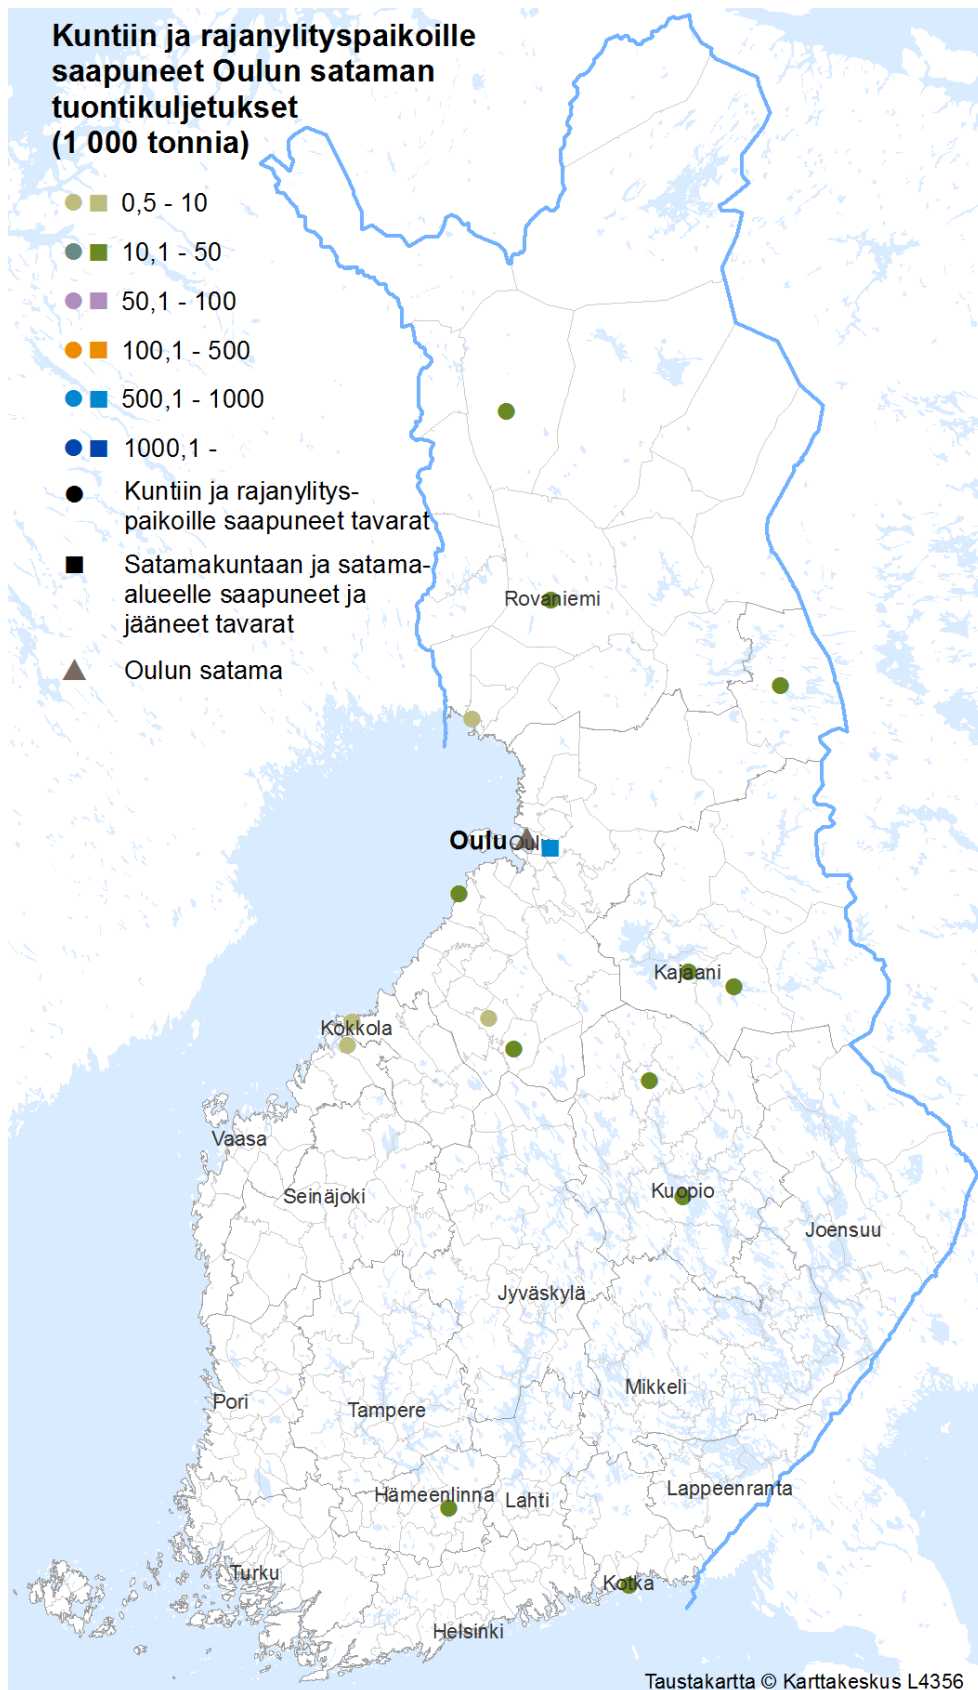 Kuntiin ja rajanylityspaikoille
saapuneet Oulun sataman
tuontikuljetukset
(1 000 tonnia)
0,5 - 10
10,1 - 50
50,1 - 100
100,1 - 500
500,1 - 1000
1000,1 -
Kuntiin ja rajanylitys-
paikoille saapuneet tavarat
Satamakuntaan ja satama-
alueelle saapuneet ja
jääneet tavarat
Oulun satama
Rovaniemi
Oulu
Oulu
Kajaani
Kokkola
Vaasa
Seinäjoki
Kuopio
Joensuu
Jyväskylä
Mikkeli
Pori
Tampere
Hämeenlinna
Lahti
Lappeenranta
Turku
Kotka
Helsinki
Taustakartta © Karttakeskus L4356